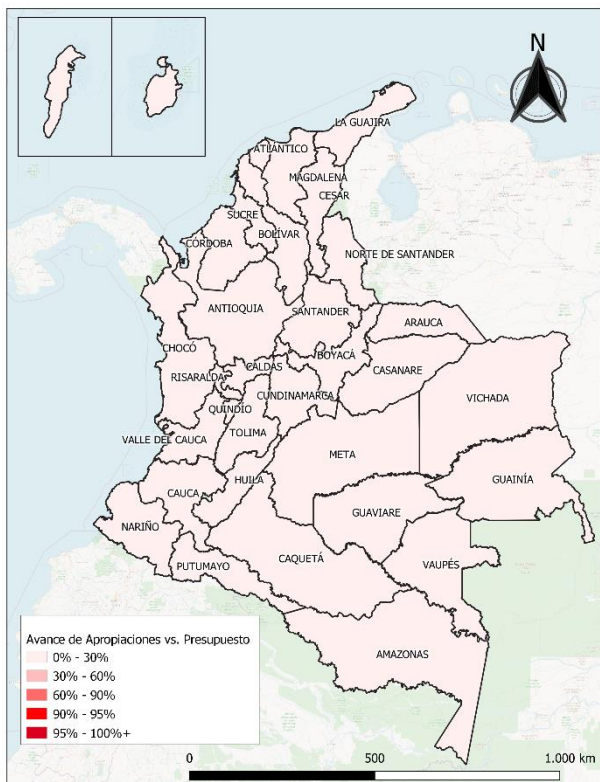 N
LA GUAJIRA
ATLÁNTICO
MAGDALENA
CESAR
SUCRE
BOLÍVAR
CÓRDOBA
NORTE DE SANTANDER
ANTIOQUIA
SANTANDER
ARAUCA
CHOCÓ
BOYACÁ
CALDAS
CASANARE
RISARALDA
CUNDINAMARCA
VICHADA
QUINDÍO
TOLIMA
VALLE DEL CAUCA
META
HUILA
GUAINÍA
CAUCA
GUAVIARE
NARIÑO
CAQUETÁ
VAUPÉS
PUTUMAYO
AMAZONAS
Avance de Apropiaciones vs. Presupuesto
0% - 30%
30% - 60%
60% - 90%
90% - 95%
95% - 100%+
0 500 1.000 km